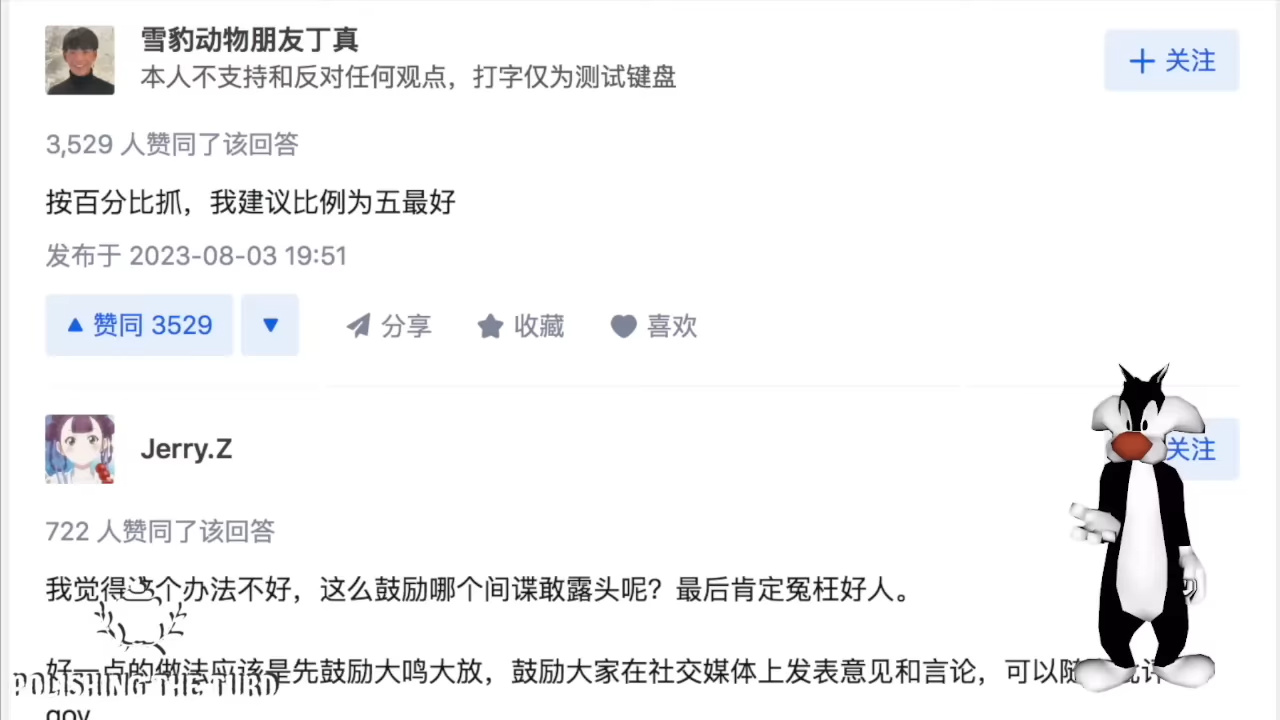 雪豹动物朋友丁真
本人不支持和反对任何观点，打字仅为测试键盘
+ 关注
3,529 人赞同了该回答
按百分比抓，我建议比例为五最好
发布于 2023-08-03 19:51
赞同 3529
分享
收藏
喜欢
Jerry.Z
关注
722 人赞同了该回答
我觉得这个办法不好，这么鼓励哪个间谍敢露头呢？最后肯定冤枉好人。
好一点的做法应该是先鼓励大鸣大放，鼓励大家在社交媒体上发表意见和言论，可以随
POLISHING THE TURD
gov